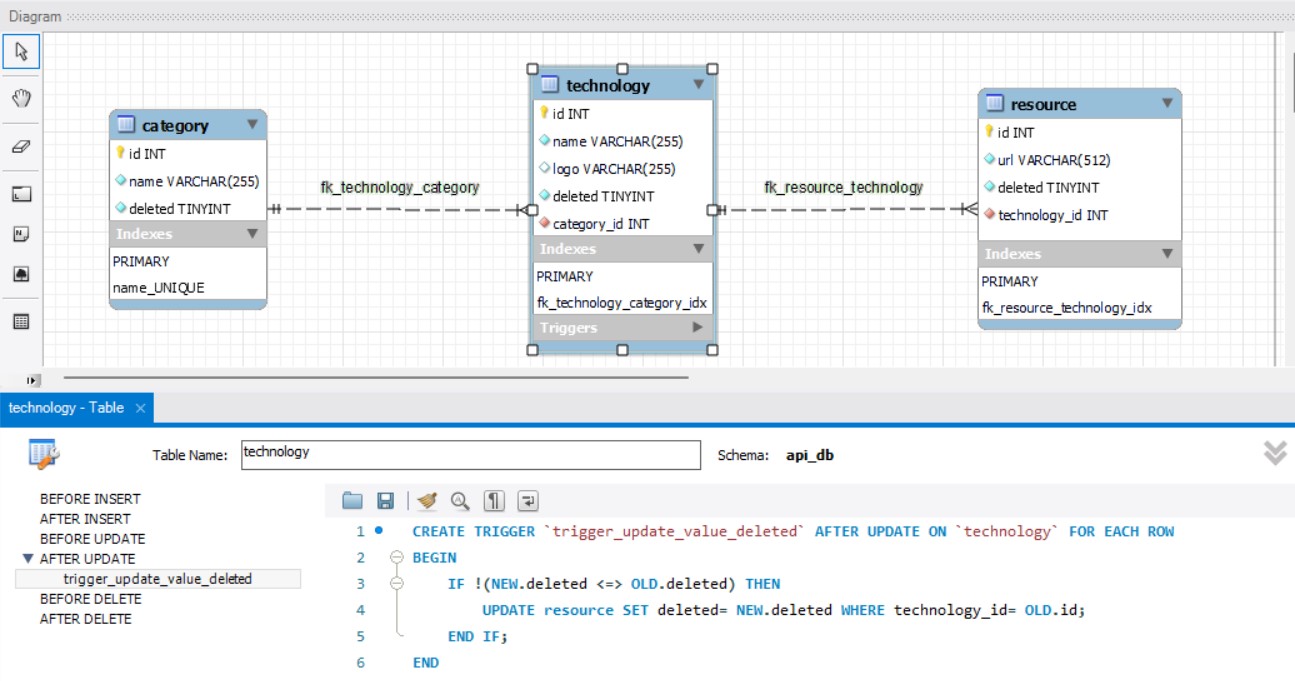 Diagram
category
id INT
name VARCHAR(255)
deleted TINYINT
Indexes
PRIMARY
name_UNIQUE
fk_technology_category
technology
id INT
name VARCHAR(255)
logo VARCHAR(255)
deleted TINYINT
category_id INT
Indexes
PRIMARY
fk_technology_category_idx
Triggers
fk_resource_technology
resource
id INT
url VARCHAR(512)
deleted TINYINT
technology_id INT
Indexes
PRIMARY
fk_resource_technology_idx
technology - Table
Table Name: technology Schema: api_db
BEFORE INSERT
AFTER INSERT
BEFORE UPDATE
AFTER UPDATE
trigger_update_value_deleted
BEFORE DELETE
AFTER DELETE
1 CREATE TRIGGER `trigger_update_value_deleted` AFTER UPDATE ON `technology` FOR EACH ROW
2 BEGIN
3 IF !(NEW.deleted <=> OLD.deleted) THEN
4 UPDATE resource SET deleted= NEW.deleted WHERE technology_id= OLD.id;
5 END IF;
6 END